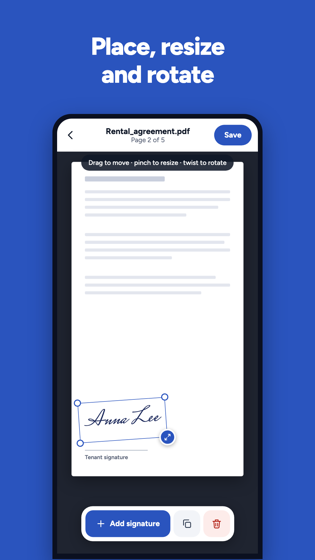 Place, resize
and rotate
Rental_agreement.pdf
Page 2 of 5
Save
Drag to move · pinch to resize · twist to rotate
Anna Lee
Tenant signature
Add signature